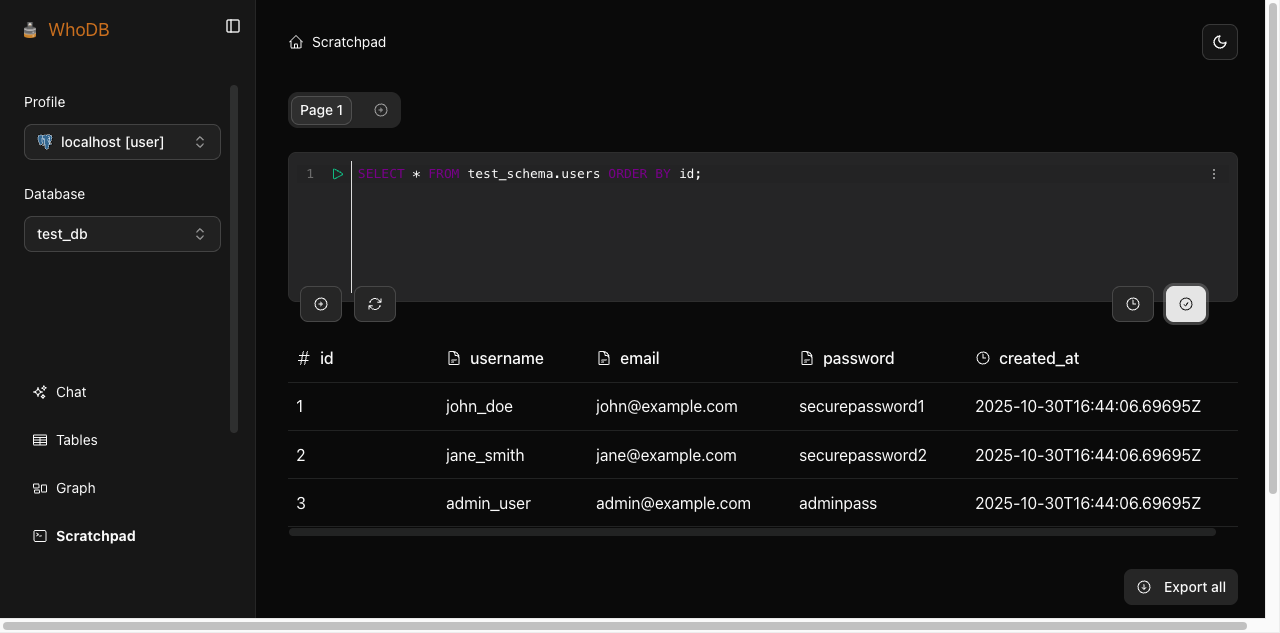 WhoDB
Profile
localhost [user]
Database
test_db
Chat
Tables
Graph
Scratchpad
Scratchpad
Page 1
1 SELECT * FROM test_schema.users ORDER BY id;
# id username email password created_at
1 john_doe john@example.com securepassword1 2025-10-30T16:44:06.69695Z
2 jane_smith jane@example.com securepassword2 2025-10-30T16:44:06.69695Z
3 admin_user admin@example.com adminpass 2025-10-30T16:44:06.69695Z
Export all